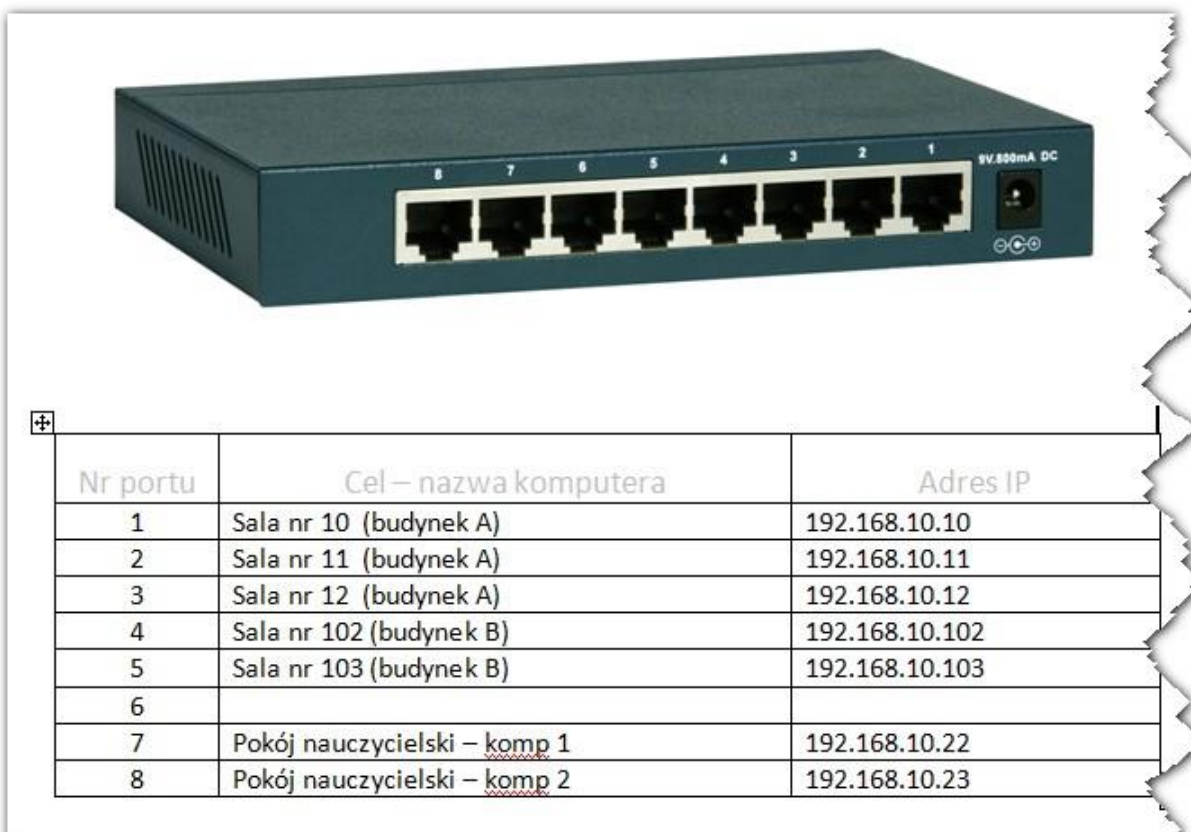 8 7 6 5 4 3 2 1 9V.800mA DC
Nr portu Cel – nazwa komputera Adres IP
1 Sala nr 10 (budynek A) 192.168.10.10
2 Sala nr 11 (budynek A) 192.168.10.11
3 Sala nr 12 (budynek A) 192.168.10.12
4 Sala nr 102 (budynek B) 192.168.10.102
5 Sala nr 103 (budynek B) 192.168.10.103
6
7 Pokój nauczycielski – komp 1 192.168.10.22
8 Pokój nauczycielski – komp 2 192.168.10.23